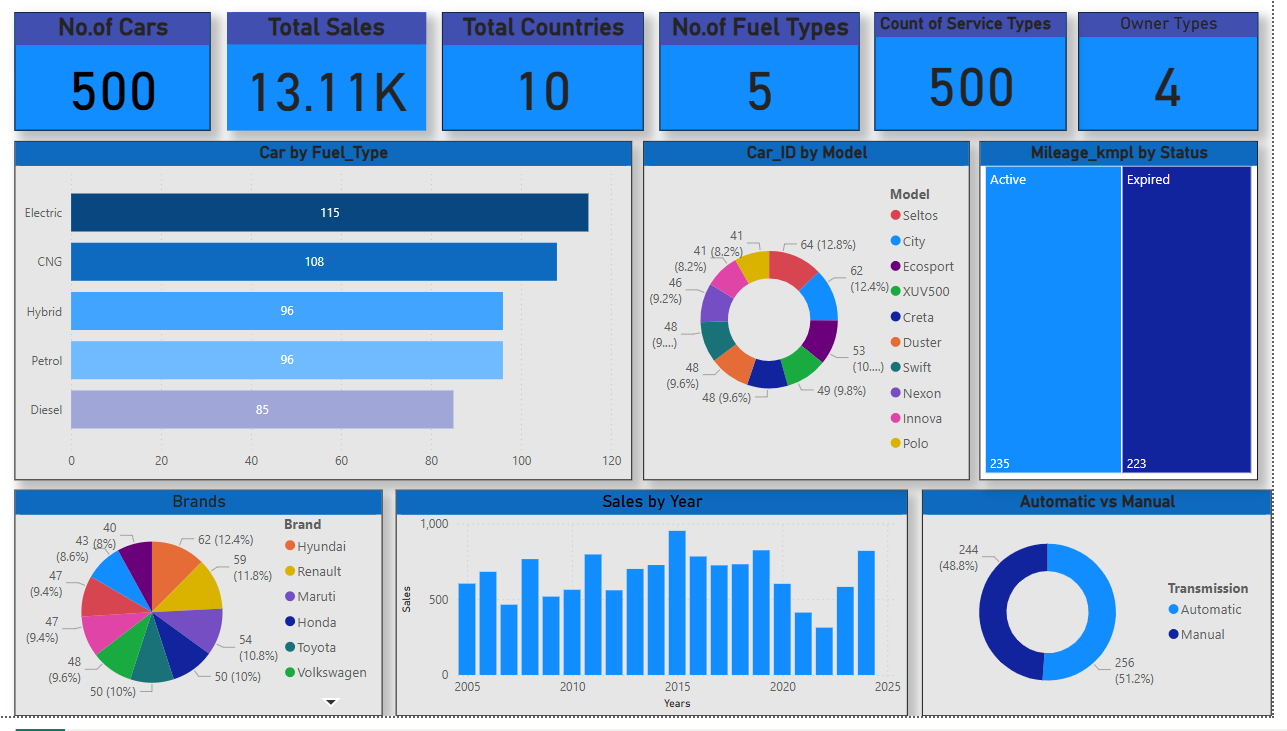 No.of Cars
500
Total Sales
13.11K
Total Countries
10
No.of Fuel Types
5
Count of Service Types
500
Owner Types
4
Car by Fuel_Type
Electric
115
CNG
108
Hybrid
96
Petrol
96
Diesel
85
0 20 40 60 80 100 120
Car_ID by Model
64 (12.8%)
62
(12.4%)
53
(10....)
49 (9.8%)
48 (9.6%)
48
(9.6%)
48
(9....)
46
(9.2%)
41
(8.2%)
41
(8.2%)
Model
Seltos
City
Ecosport
XUV500
Creta
Duster
Swift
Nexon
Innova
Polo
Mileage_kmpl by Status
Active
235
Expired
223
Brands
62 (12.4%)
59
(11.8%)
54
(10.8%)
50 (10%)
50 (10%)
48
(9.6%)
47
(9.4%)
47
(9.4%)
43
(8.6%)
40
(8%)
Brand
Hyundai
Renault
Maruti
Honda
Toyota
Volkswagen
Sales by Year
Sales
1,000
500
0
2005 2010 2015 2020 2025
Years
Automatic vs Manual
244
(48.8%)
256
(51.2%)
Transmission
Automatic
Manual